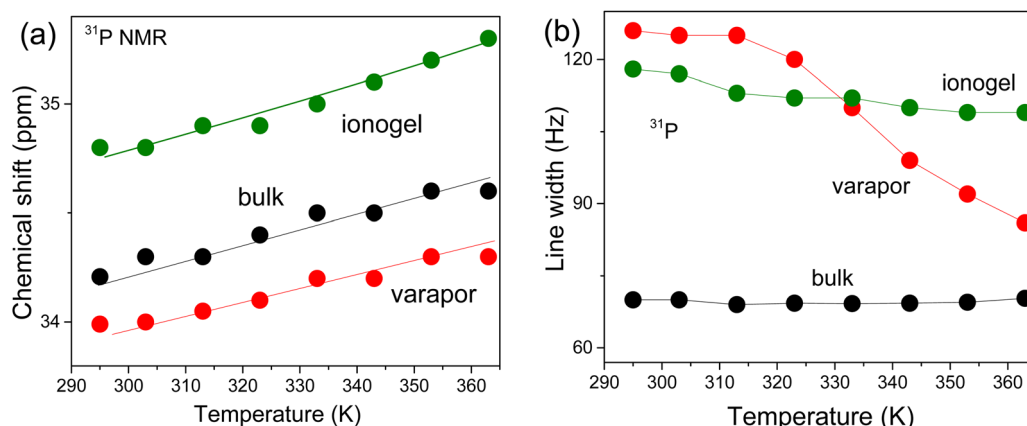 (a)
³¹P NMR
Chemical shift (ppm)
35
34
ionogel
bulk
varapor
290 300 310 320 330 340 350 360
Temperature (K)
(b)
Line width (Hz)
120
90
60
ionogel
³¹P
varapor
bulk
290 300 310 320 330 340 350 360
Temperature (K)